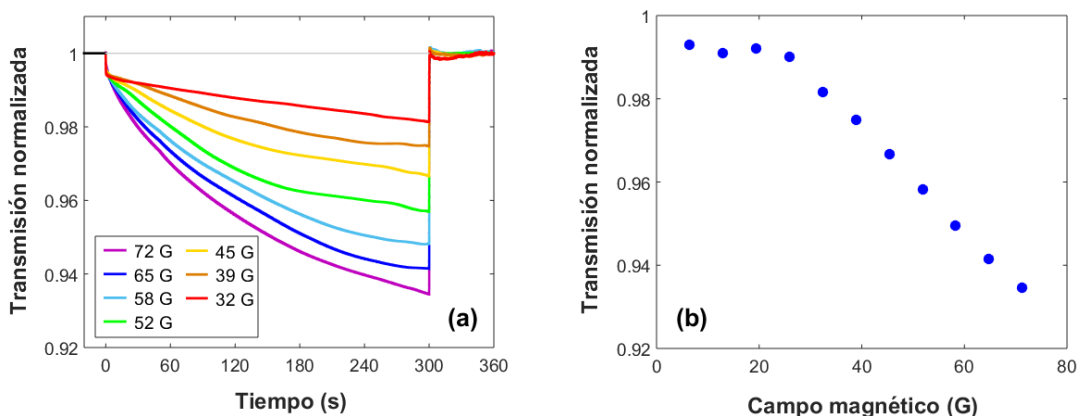 Transmisión normalizada
1
0.98
0.96
0.94
0.92
72 G
65 G
58 G
52 G
45 G
39 G
32 G
(a)
0 60 120 180 240 300 360
Tiempo (s)
Transmisión normalizada
1
0.98
0.96
0.94
0.92
(b)
0 20 40 60 80
Campo magnético (G)